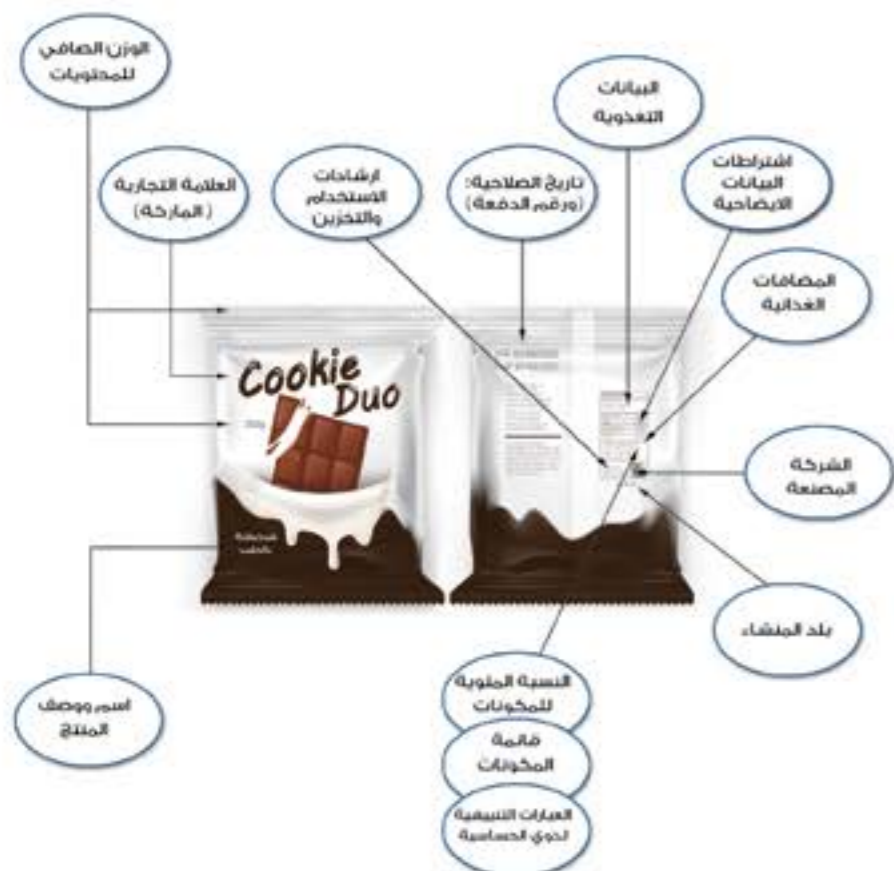 الوزن الصافي
للمحتويات
البيانات
التغذوية
اشتراطات
البيانات
الايضاحية
تاريخ الصلاحية:
(ورقم الدفعة)
ارشادات
الاستخدام
والتخزين
العلامة التجارية
(الماركة)
المضافات
الغذائية
Cookie
Duo
الشركة
المصنعة
بلد المنشاء
اسم ووصف
المنتج
النسبة المئوية
للمكونات
قائمة
المكونات
العبارات التنبيهية
لذوي الحساسية